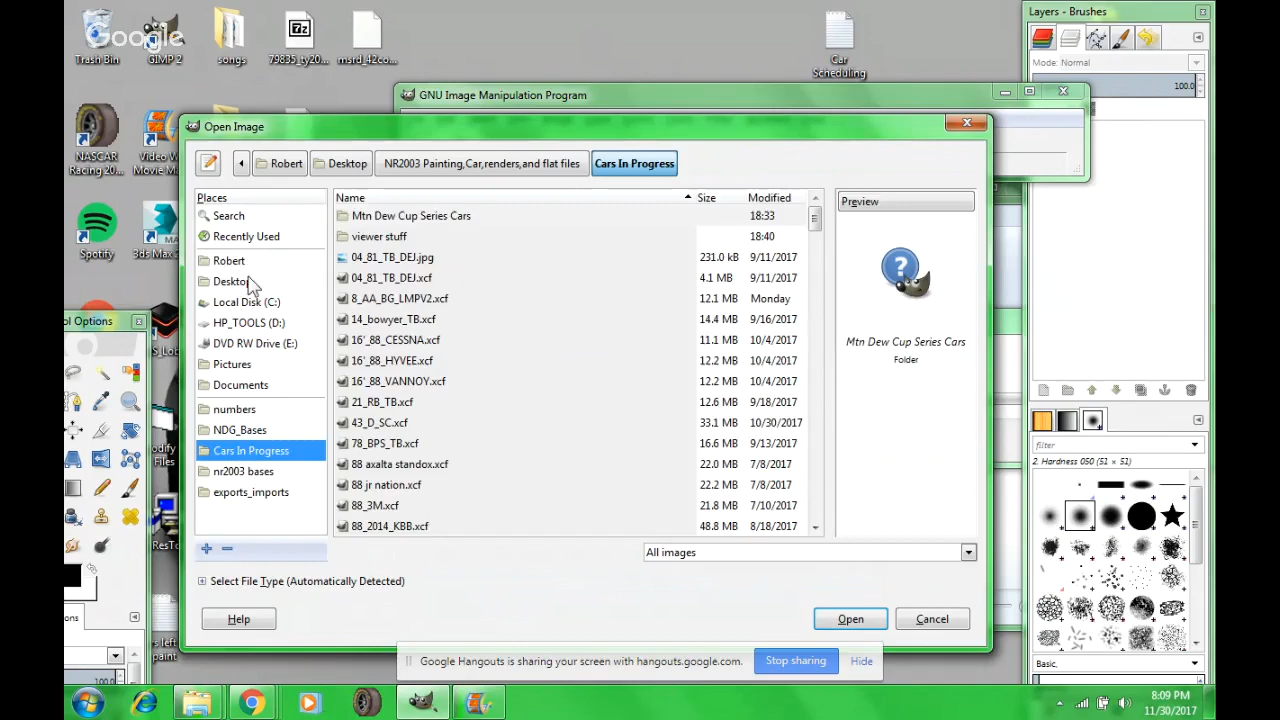 Google
Trash Bin
GIMP 2
songs
79835_ty20...
msrd_42co...
Car
Scheduling
NASCAR
Racing 20...
Video W
Movie M
Spotify
3ds Max
Layers - Brushes
Mode: Normal
100.0
GNU Image Manipulation Program
Open Image
Robert
Desktop
NR2003 Painting,Car,renders,and flat files
Cars In Progress
Places
Search
Recently Used
Robert
Desktop
Local Disk (C:)
HP_TOOLS (D:)
DVD RW Drive (E:)
Pictures
Documents
numbers
NDG_Bases
Cars In Progress
nr2003 bases
exports_imports
Name Size Modified
Mtn Dew Cup Series Cars 18:33
viewer stuff 18:40
04_81_TB_DEJ.jpg 231.0 kB 9/11/2017
04_81_TB_DEJ.xcf 4.1 MB 9/11/2017
8_AA_BG_LMPV2.xcf 12.1 MB Monday
14_bowyer_TB.xcf 14.4 MB 9/16/2017
16'_88_CESSNA.xcf 11.1 MB 10/4/2017
16'_88_HYVEE.xcf 12.2 MB 10/4/2017
16'_88_VANNOY.xcf 12.2 MB 10/4/2017
21_RB_TB.xcf 12.6 MB 9/18/2017
43_D_SC.xcf 33.1 MB 10/30/2017
78_BPS_TB.xcf 16.6 MB 9/13/2017
88 axalta standox.xcf 22.0 MB 7/8/2017
88 jr nation.xcf 22.2 MB 7/8/2017
88_3M.xcf 21.8 MB 7/10/2017
88_2014_KBB.xcf 48.8 MB 8/18/2017
Preview
Mtn Dew Cup Series Cars
Folder
All images
Select File Type (Automatically Detected)
Help
Open
Cancel
Google Hangouts is sharing your screen with hangouts.google.com.
Stop sharing
Hide
ol Options
S_Lo
odify
Files
ResTo
ons
s left
paint
100.0
filter
2. Hardness 050 (51 × 51)
Basic,
8:09 PM
11/30/2017